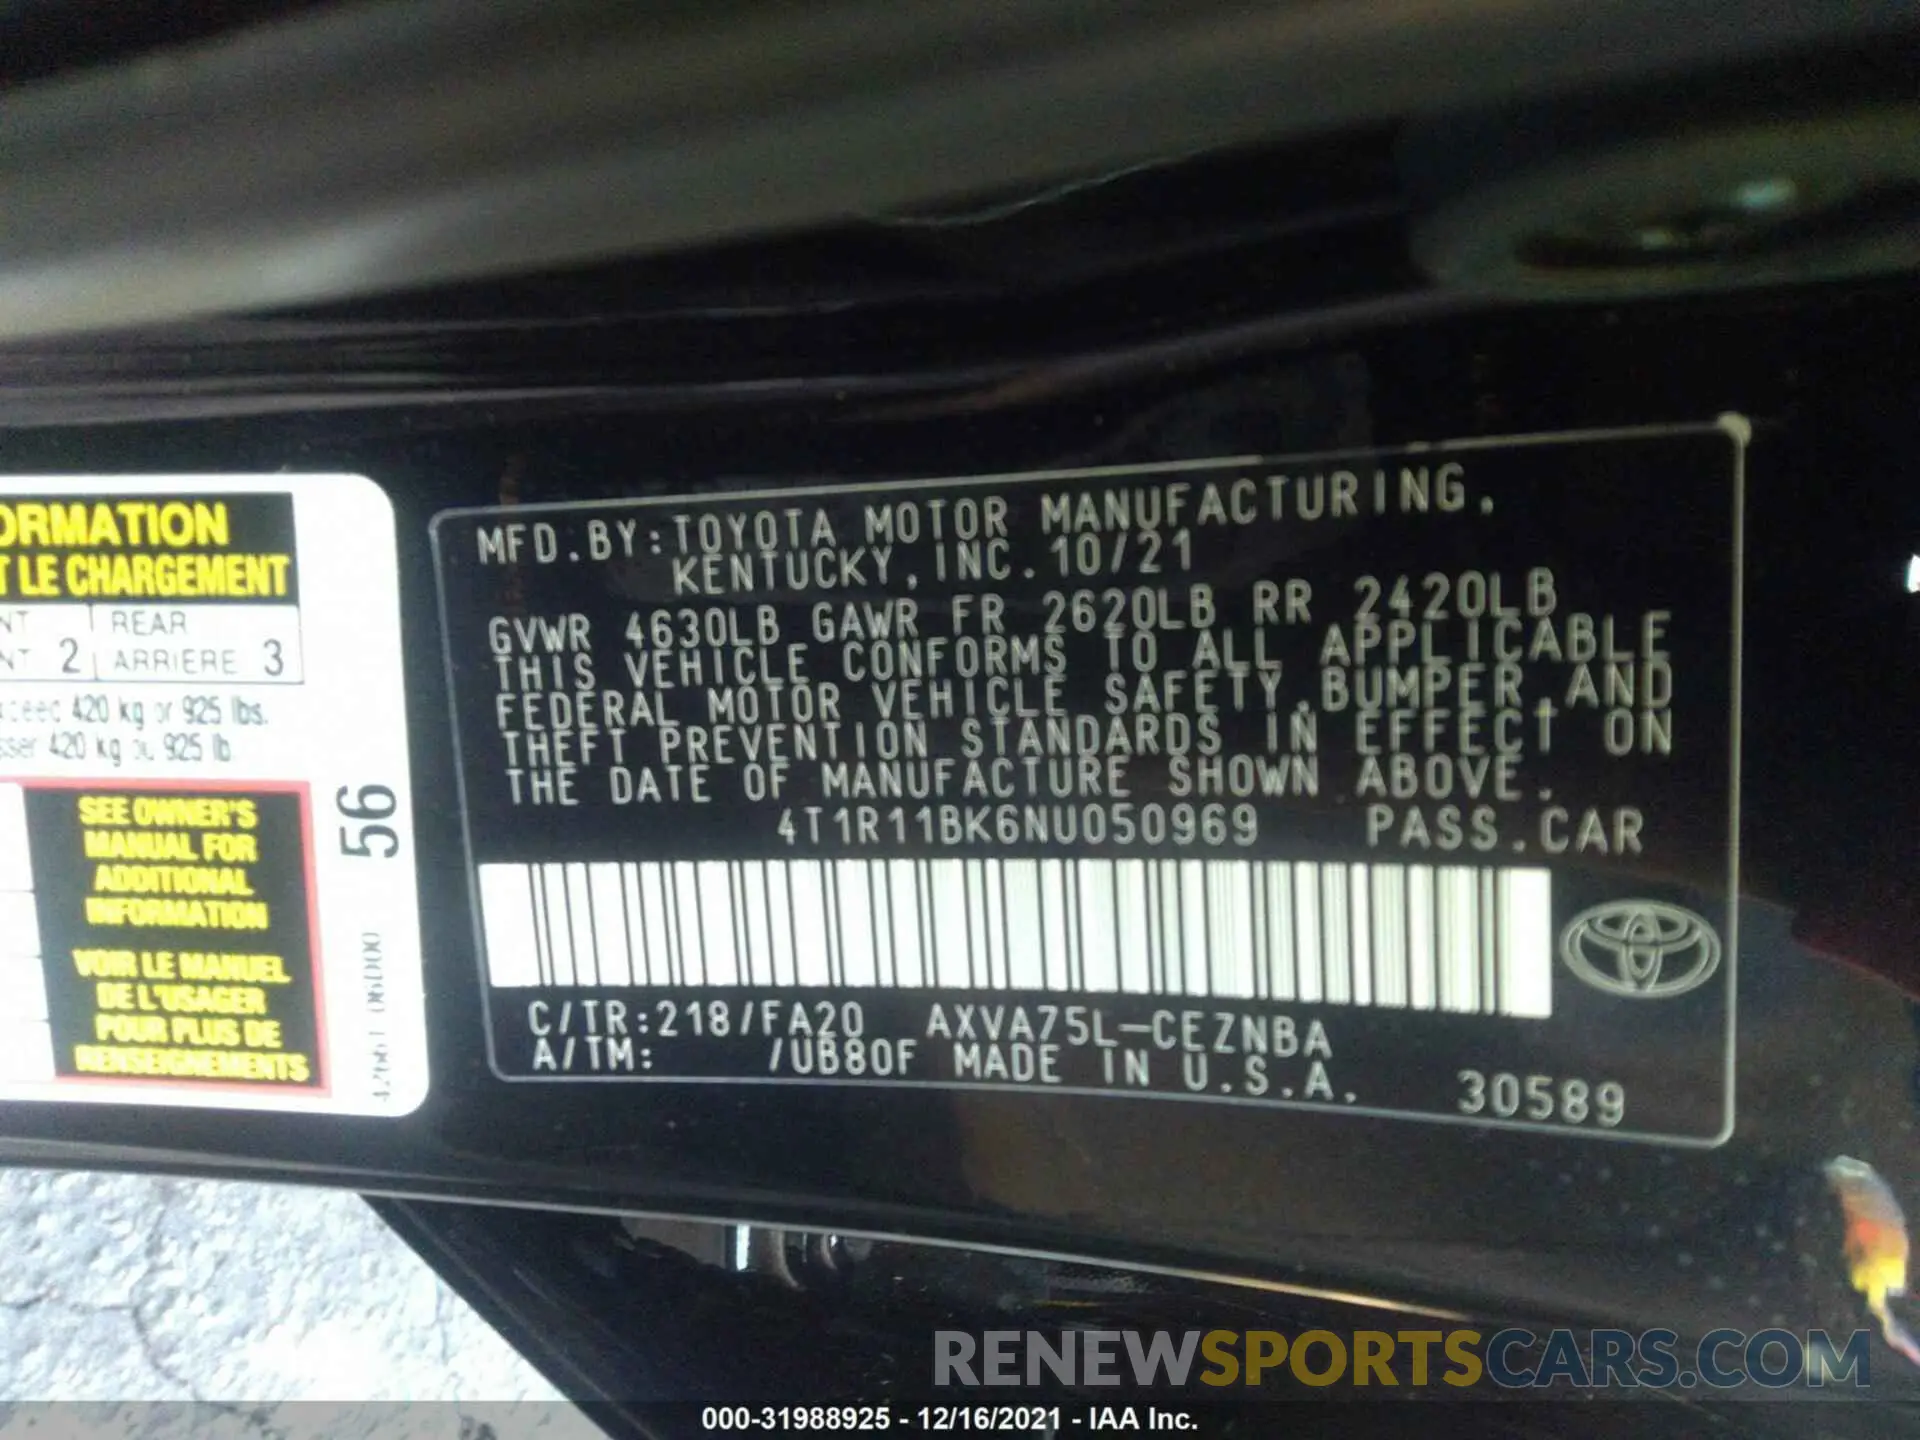 ORMATION
T LE CHARGEMENT
NT REAR
NT 2 ARRIERE 3
xceed 420 kg or 925 lbs.
sser 420 kg ou 925 lb
SEE OWNER'S
MANUAL FOR
ADDITIONAL
INFORMATION
VOIR LE MANUEL
DE L'USAGER
POUR PLUS DE
RENSEIGNEMENTS
56
42661 06D00
MFD.BY:TOYOTA MOTOR MANUFACTURING,
KENTUCKY,INC.10/21
GVWR 4630LB GAWR FR 2620LB RR 2420LB
THIS VEHICLE CONFORMS TO ALL APPLICABLE
FEDERAL MOTOR VEHICLE SAFETY,BUMPER,AND
THEFT PREVENTION STANDARDS IN EFFECT ON
THE DATE OF MANUFACTURE SHOWN ABOVE.
4T1R11BK6NU050969 PASS.CAR
C/TR:218/FA20 AXVA75L-CEZNBA
A/TM: /UB80F MADE IN U.S.A. 30589
RENEWSPORTSCARS.COM
000-31988925 - 12/16/2021 - IAA Inc.